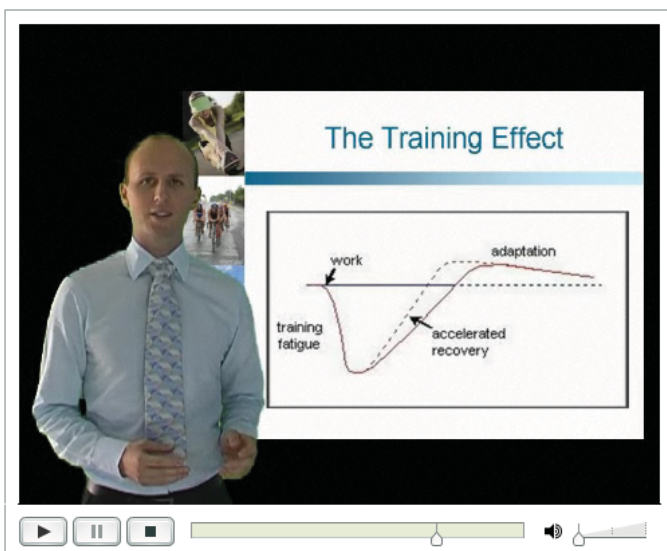 The Training Effect
work
adaptation
training
fatigue
accelerated
recovery